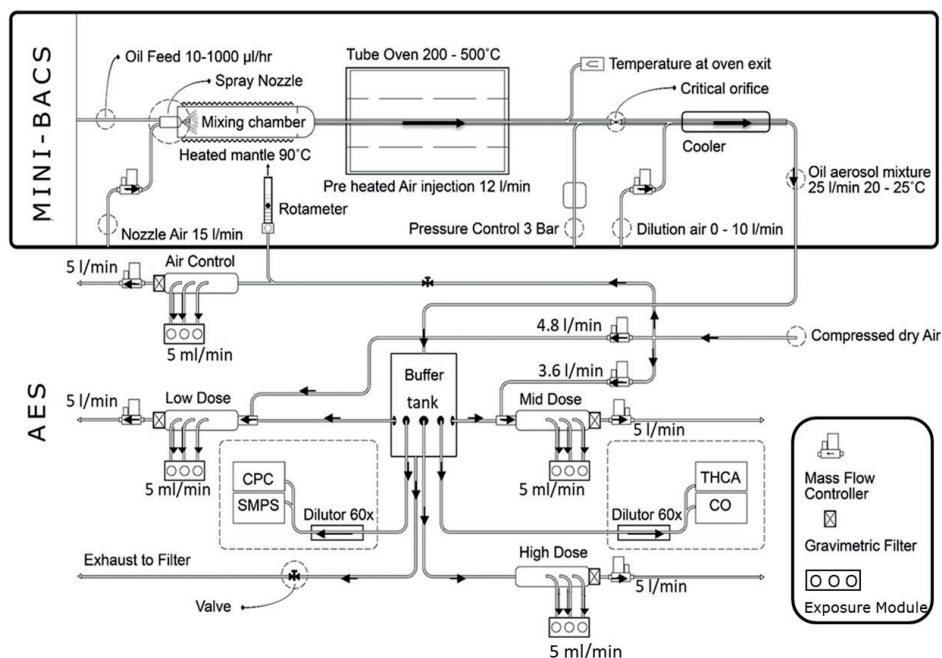 MINI-BACS
Oil Feed 10-1000 µl/hr
Spray Nozzle
Mixing chamber
Heated mantle 90˚C
Nozzle Air 15 l/min
Rotameter
Tube Oven 200 - 500˚C
Pre heated Air injection 12 l/min
Temperature at oven exit
Critical orifice
Cooler
Pressure Control 3 Bar
Dilution air 0 - 10 l/min
Oil aerosol mixture
25 l/min 20 - 25˚C
AES
5 l/min
Air Control
5 ml/min
4.8 l/min
Compressed dry Air
3.6 l/min
Buffer
tank
5 l/min
Low Dose
5 ml/min
Mid Dose
5 l/min
5 ml/min
CPC
SMPS
Dilutor 60x
THCA
CO
Dilutor 60x
Exhaust to Filter
Valve
High Dose
5 l/min
5 ml/min
Mass Flow
Controller
Gravimetric Filter
Exposure Module